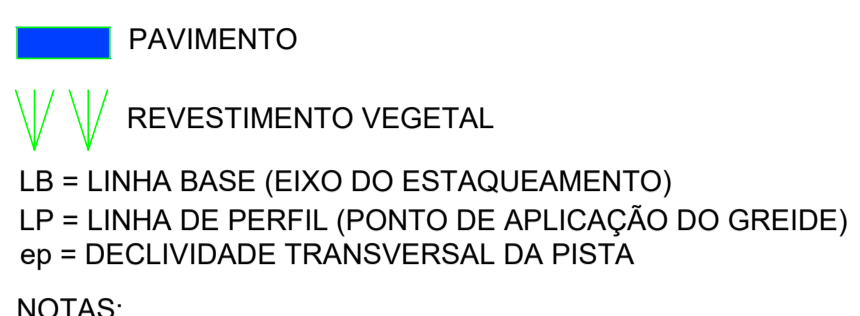 PAVIMENTO
REVESTIMENTO VEGETAL
LB = LINHA BASE (EIXO DO ESTAQUEAMENTO)
LP = LINHA DE PERFIL (PONTO DE APLICAÇÃO DO GREIDE)
ep = DECLIVIDADE TRANSVERSAL DA PISTA
NOTAS: